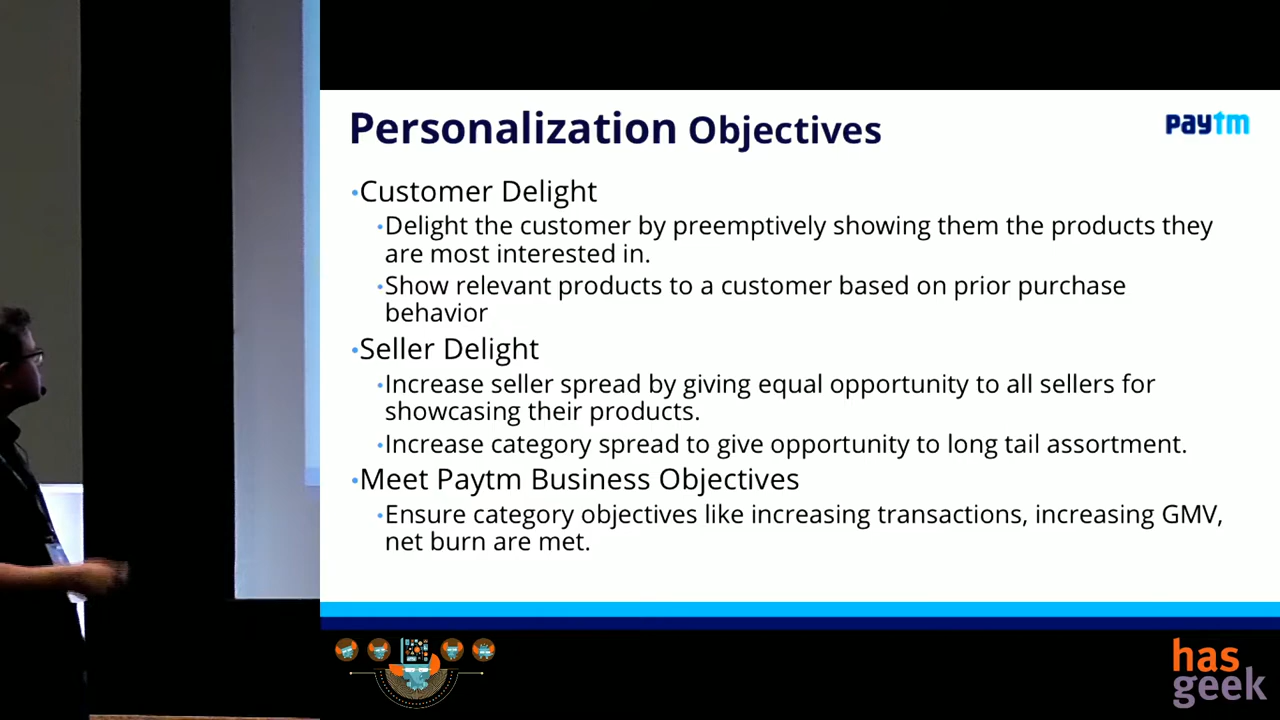 Personalization Objectives
paytm
•Customer Delight
•Delight the customer by preemptively showing them the products they
are most interested in.
•Show relevant products to a customer based on prior purchase
behavior
•Seller Delight
•Increase seller spread by giving equal opportunity to all sellers for
showcasing their products.
•Increase category spread to give opportunity to long tail assortment.
•Meet Paytm Business Objectives
•Ensure category objectives like increasing transactions, increasing GMV,
net burn are met.
has
geek